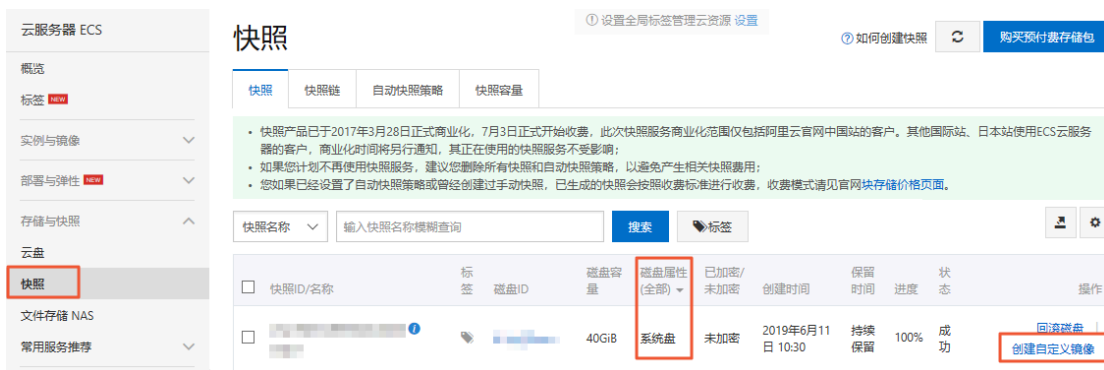 云服务器 ECS
概览
标签 NEW
实例与镜像
部署与弹性 NEW
存储与快照
云盘
快照
文件存储 NAS
常用服务推荐
设置全局标签管理云资源 设置
快照
如何创建快照
购买预付费存储包
快照 快照链 自动快照策略 快照容量
• 快照产品已于2017年3月28日正式商业化，7月3日正式开始收费，此次快照服务商业化范围仅包括阿里云官网中国站的客户。其他国际站、日本站使用ECS云服务
器的客户，商业化时间将另行通知，其正在使用的快照服务不受影响；
• 如果您计划不再使用快照服务，建议您删除所有快照和自动快照策略，以避免产生相关快照费用；
• 您如果已经设置了自动快照策略或曾经创建过手动快照，已生成的快照会按照收费标准进行收费，收费模式请见官网块存储价格页面。
快照名称 输入快照名称模糊查询 搜索 标签
快照ID/名称
标
签
磁盘ID
磁盘容
量
磁盘属性
(全部)
已加密/
未加密
创建时间
保留
时间
进度
状
态
操作
40GiB
系统盘
未加密
2019年6月11
日 10:30
持续
保留
100%
成
功
回滚磁盘 |
创建自定义镜像